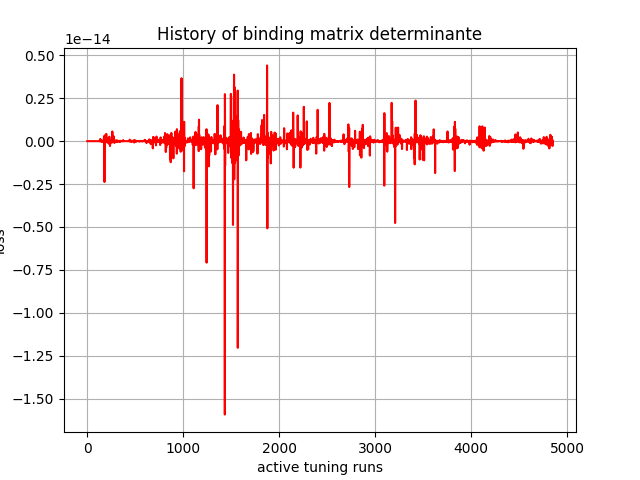 History of binding matrix determinante
1e−14
0.50
0.25
0.00
−0.25
−0.50
−0.75
−1.00
−1.25
−1.50
loss
0 1000 2000 3000 4000 5000
active tuning runs